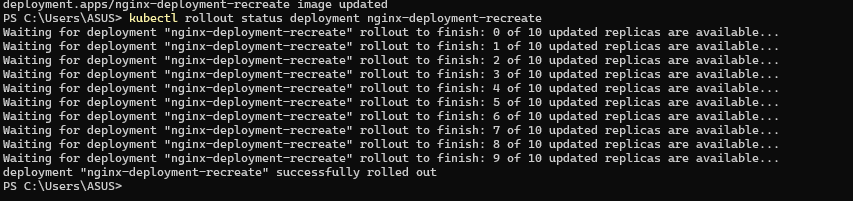 deployment.apps/nginx-deployment-recreate image updated
PS C:\Users\ASUS> kubectl rollout status deployment nginx-deployment-recreate
Waiting for deployment "nginx-deployment-recreate" rollout to finish: 0 of 10 updated replicas are available...
Waiting for deployment "nginx-deployment-recreate" rollout to finish: 1 of 10 updated replicas are available...
Waiting for deployment "nginx-deployment-recreate" rollout to finish: 2 of 10 updated replicas are available...
Waiting for deployment "nginx-deployment-recreate" rollout to finish: 3 of 10 updated replicas are available...
Waiting for deployment "nginx-deployment-recreate" rollout to finish: 4 of 10 updated replicas are available...
Waiting for deployment "nginx-deployment-recreate" rollout to finish: 5 of 10 updated replicas are available...
Waiting for deployment "nginx-deployment-recreate" rollout to finish: 6 of 10 updated replicas are available...
Waiting for deployment "nginx-deployment-recreate" rollout to finish: 7 of 10 updated replicas are available...
Waiting for deployment "nginx-deployment-recreate" rollout to finish: 8 of 10 updated replicas are available...
Waiting for deployment "nginx-deployment-recreate" rollout to finish: 9 of 10 updated replicas are available...
deployment "nginx-deployment-recreate" successfully rolled out
PS C:\Users\ASUS>